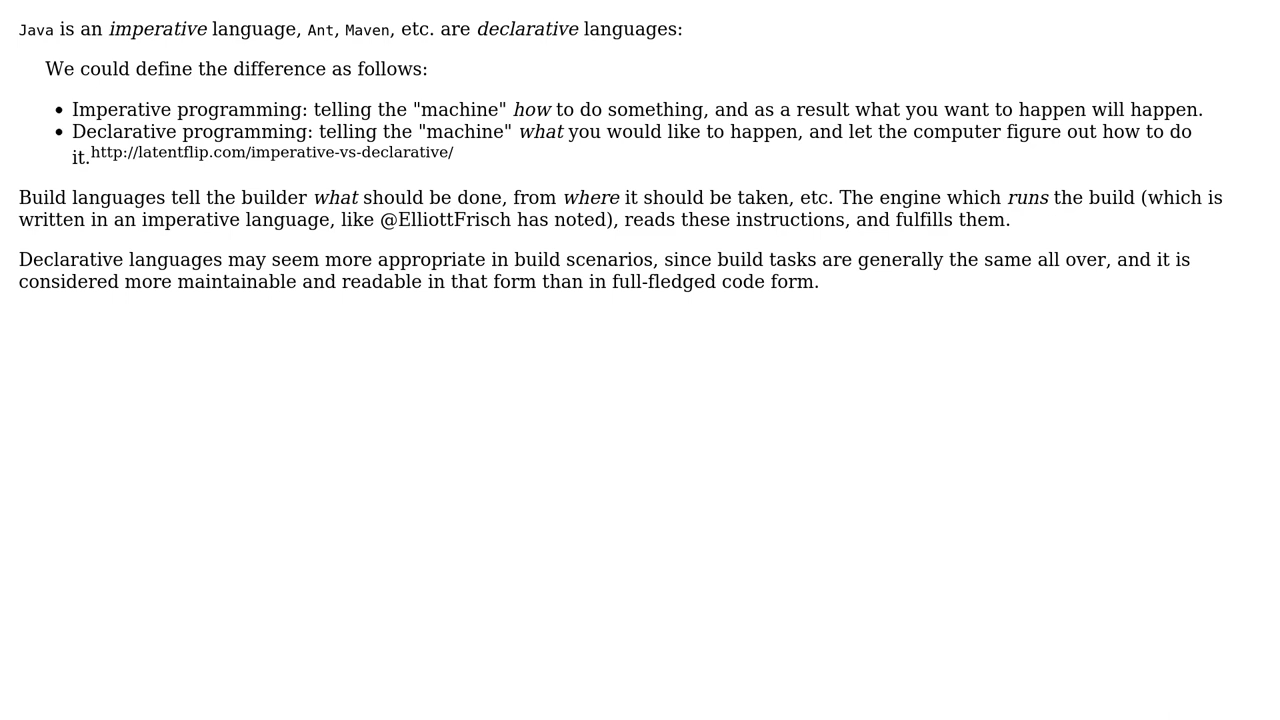 Java is an imperative language, Ant, Maven, etc. are declarative languages:
We could define the difference as follows:
• Imperative programming: telling the "machine" how to do something, and as a result what you want to happen will happen.
• Declarative programming: telling the "machine" what you would like to happen, and let the computer figure out how to do
it.http://latentflip.com/imperative-vs-declarative/
Build languages tell the builder what should be done, from where it should be taken, etc. The engine which runs the build (which is
written in an imperative language, like @ElliottFrisch has noted), reads these instructions, and fulfills them.
Declarative languages may seem more appropriate in build scenarios, since build tasks are generally the same all over, and it is
considered more maintainable and readable in that form than in full-fledged code form.